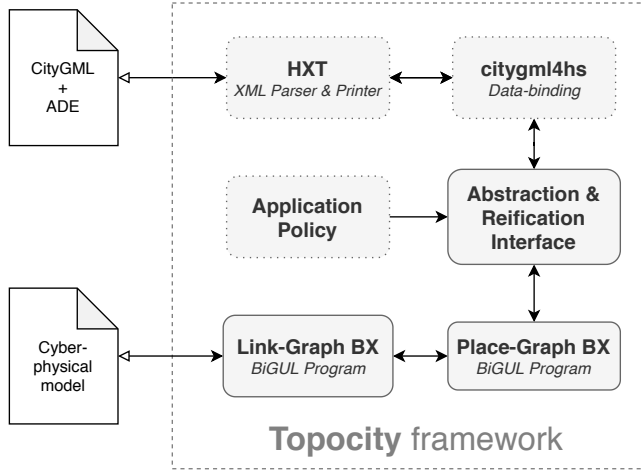 CityGML
+
ADE
HXT
XML Parser & Printer
citygml4hs
Data-binding
Application
Policy
Abstraction &
Reification
Interface
Cyber-
physical
model
Link-Graph BX
BiGUL Program
Place-Graph BX
BiGUL Program
Topocity framework